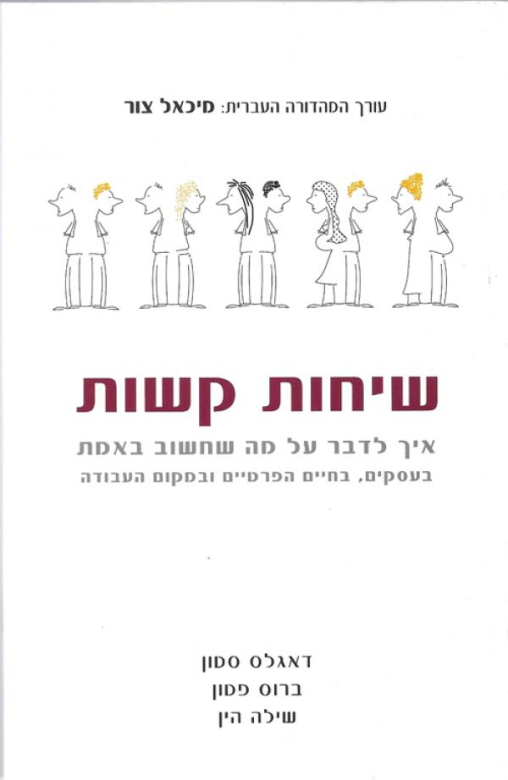 עורך המהדורה העברית: מיכאל צור
שיחות קשות
איך לדבר על מה שחשוב באמת
בעסקים, בחיים הפרטיים ובמקום העבודה
דאגלס סטון
ברוס פטון
שילה הין